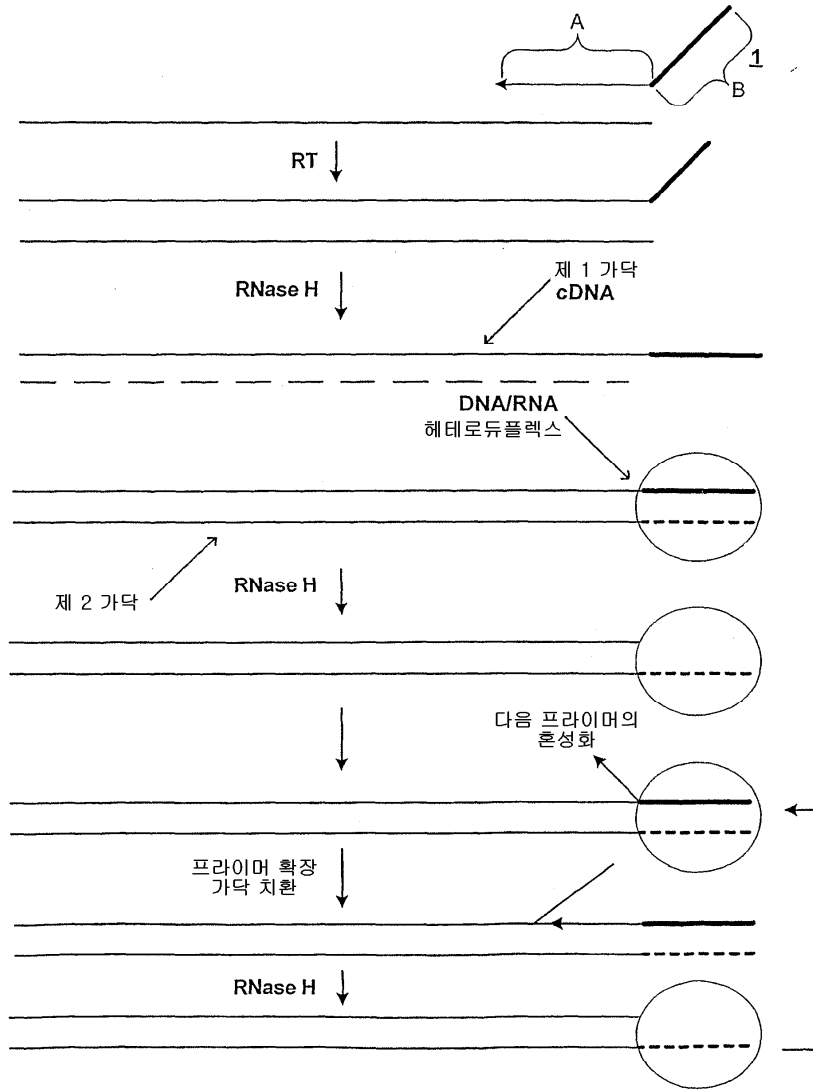 A
1
B
RT
RNase H
제 1 가닥
cDNA
DNA/RNA
헤테로듀플렉스
제 2 가닥
RNase H
다음 프라이머의
혼성화
프라이머 확장
가닥 치환
RNase H